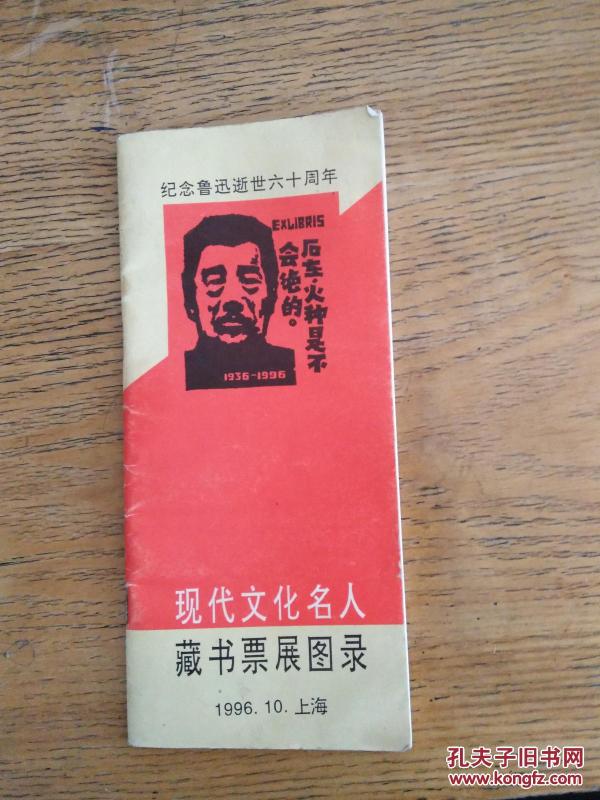 纪念鲁迅逝世六十周年
EXLIBRIS
石在，火种是不
会绝的。
1936-1996
现代文化名人
藏书票展图录
1996. 10. 上海
孔夫子旧书网
www.kongfz.com